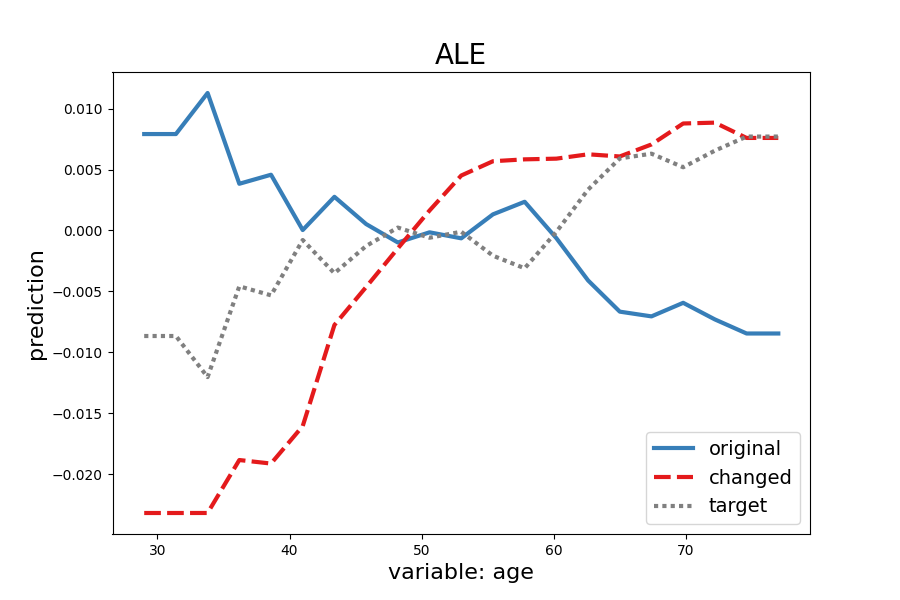 ALE
prediction
0.010
0.005
0.000
−0.005
−0.010
−0.015
−0.020
original
changed
target
30 40 50 60 70
variable: age